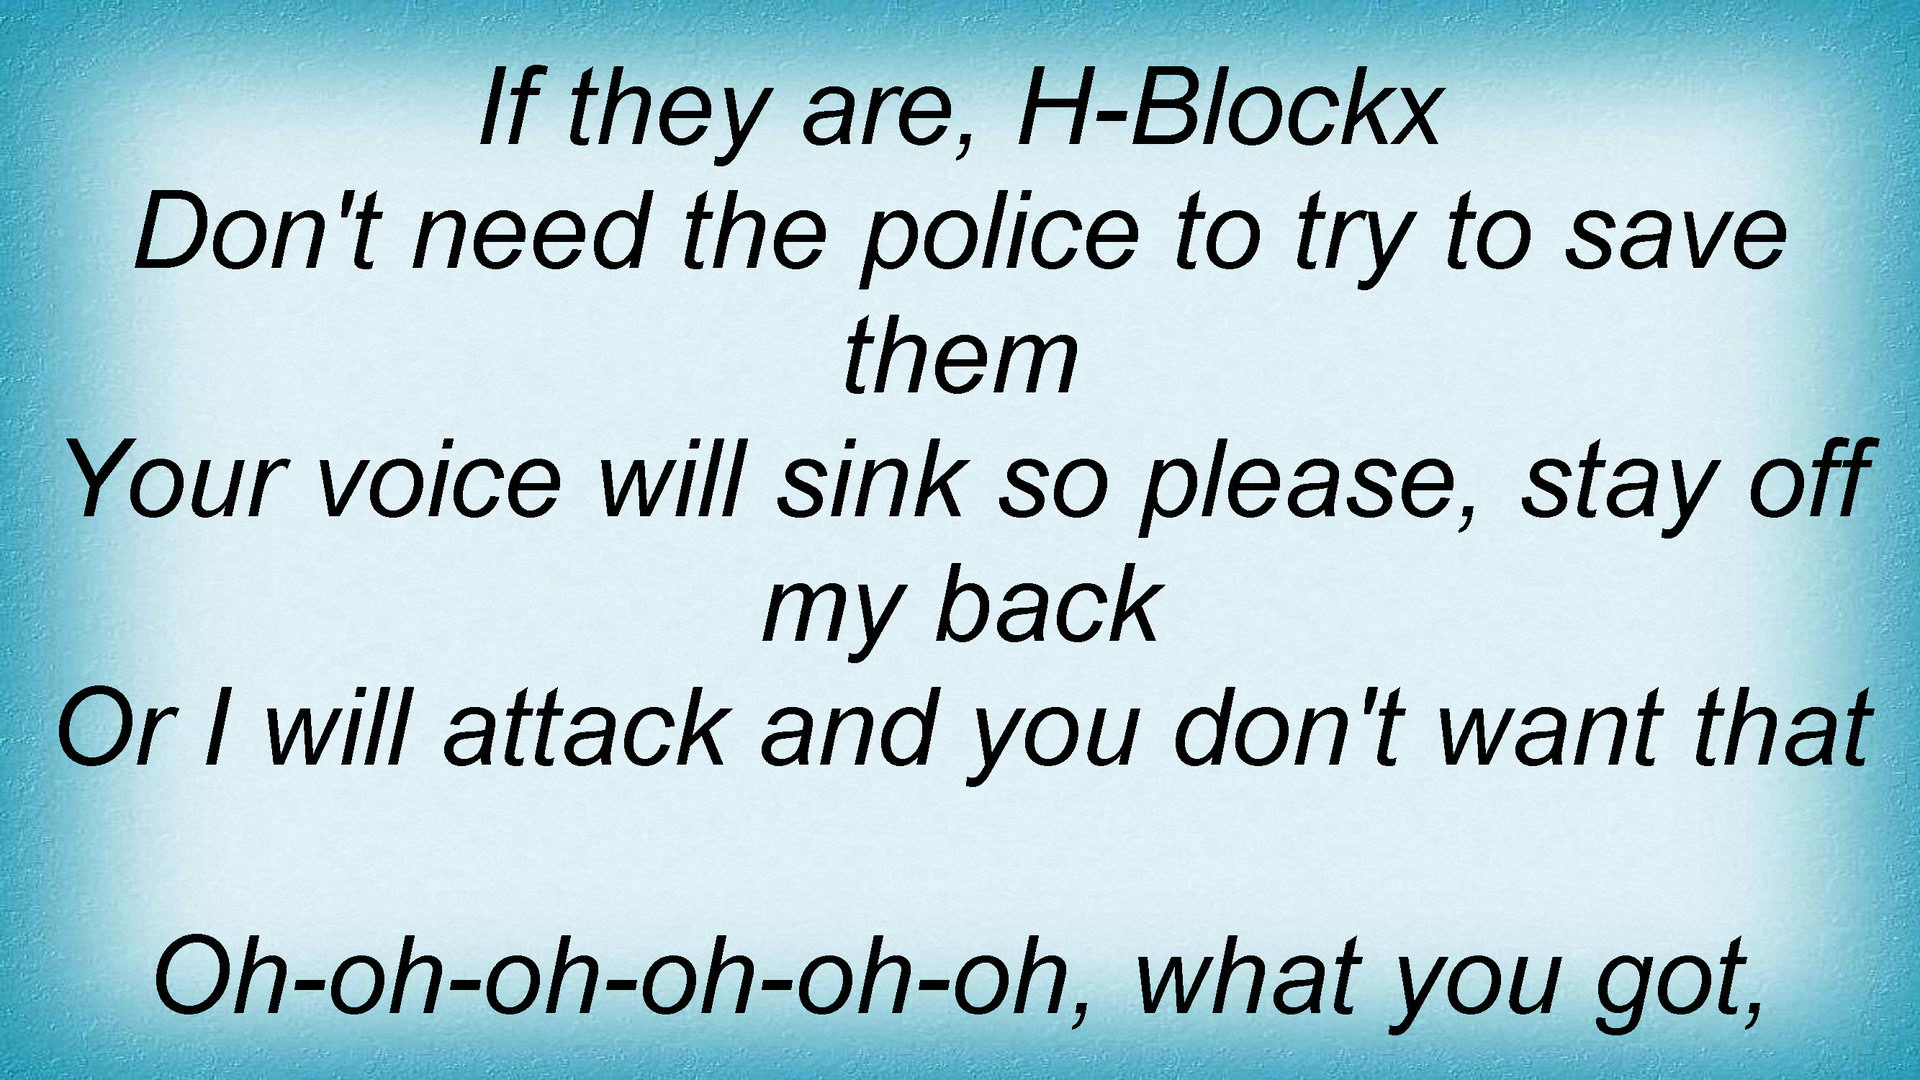 If they are, H-Blockx
Don't need the police to try to save
them
Your voice will sink so please, stay off
my back
Or I will attack and you don't want that
Oh-oh-oh-oh-oh-oh, what you got,